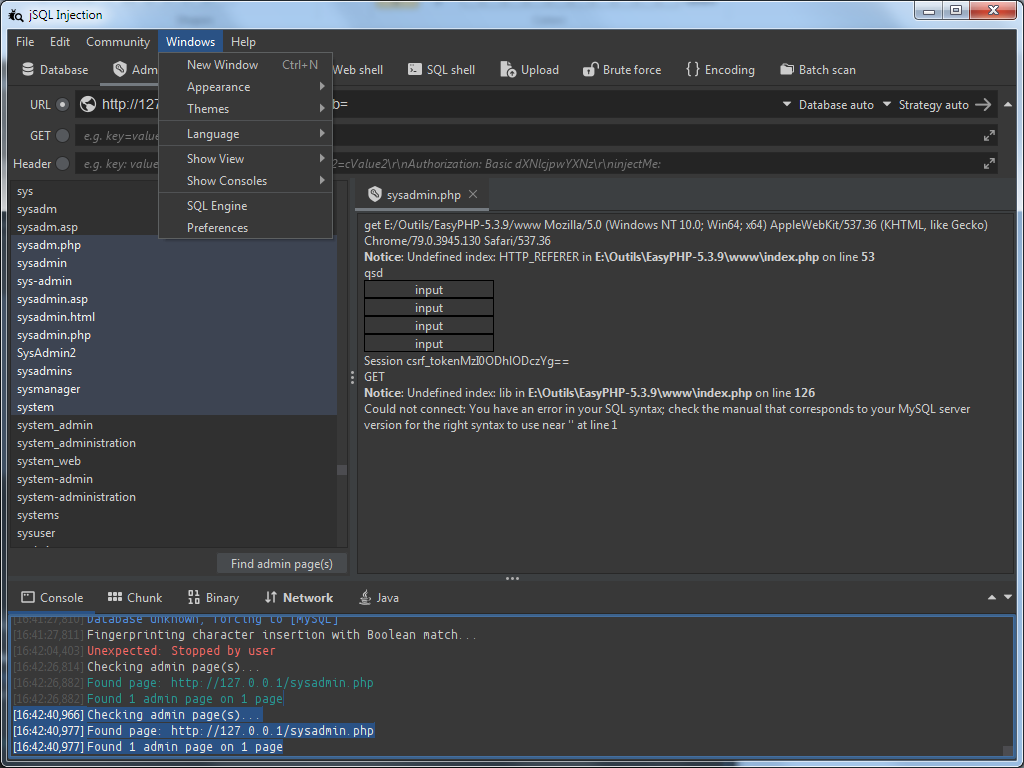 jSQL Injection
File Edit Community Windows Help
Database Adm Web shell SQL shell Upload Brute force Encoding Batch scan
New Window Ctrl+N
Appearance
Themes
Language
Show View
Show Consoles
SQL Engine
Preferences
URL http://127 b= Database auto Strategy auto
GET e.g. key=value
Header e.g. key: value 2=cValue2\r\nAuthorization: Basic dXNlcjpwYXNz\r\ninjectMe:
sys
sysadm
sysadm.asp
sysadm.php
sysadmin
sys-admin
sysadmin.asp
sysadmin.html
sysadmin.php
SysAdmin2
sysadmins
sysmanager
system
system_admin
system_administration
system_web
system-admin
system-administration
systems
sysuser
Find admin page(s)
sysadmin.php
get E:/Outils/EasyPHP-5.3.9/www Mozilla/5.0 (Windows NT 10.0; Win64; x64) AppleWebKit/537.36 (KHTML, like Gecko)
Chrome/79.0.3945.130 Safari/537.36
Notice: Undefined index: HTTP_REFERER in E:\Outils\EasyPHP-5.3.9\www\index.php on line 53
qsd
input
input
input
input
Session csrf_tokenMzI0ODhlODczYg==
GET
Notice: Undefined index: lib in E:\Outils\EasyPHP-5.3.9\www\index.php on line 126
Could not connect: You have an error in your SQL syntax; check the manual that corresponds to your MySQL server
version for the right syntax to use near '' at line 1
Console Chunk Binary Network Java
[16:41:27,810] Database unknown, forcing to [MySQL]
[16:41:27,811] Fingerprinting character insertion with Boolean match...
[16:42:04,403] Unexpected: Stopped by user
[16:42:26,814] Checking admin page(s)...
[16:42:26,882] Found page: http://127.0.0.1/sysadmin.php
[16:42:26,882] Found 1 admin page on 1 page
[16:42:40,966] Checking admin page(s)...
[16:42:40,977] Found page: http://127.0.0.1/sysadmin.php
[16:42:40,977] Found 1 admin page on 1 page